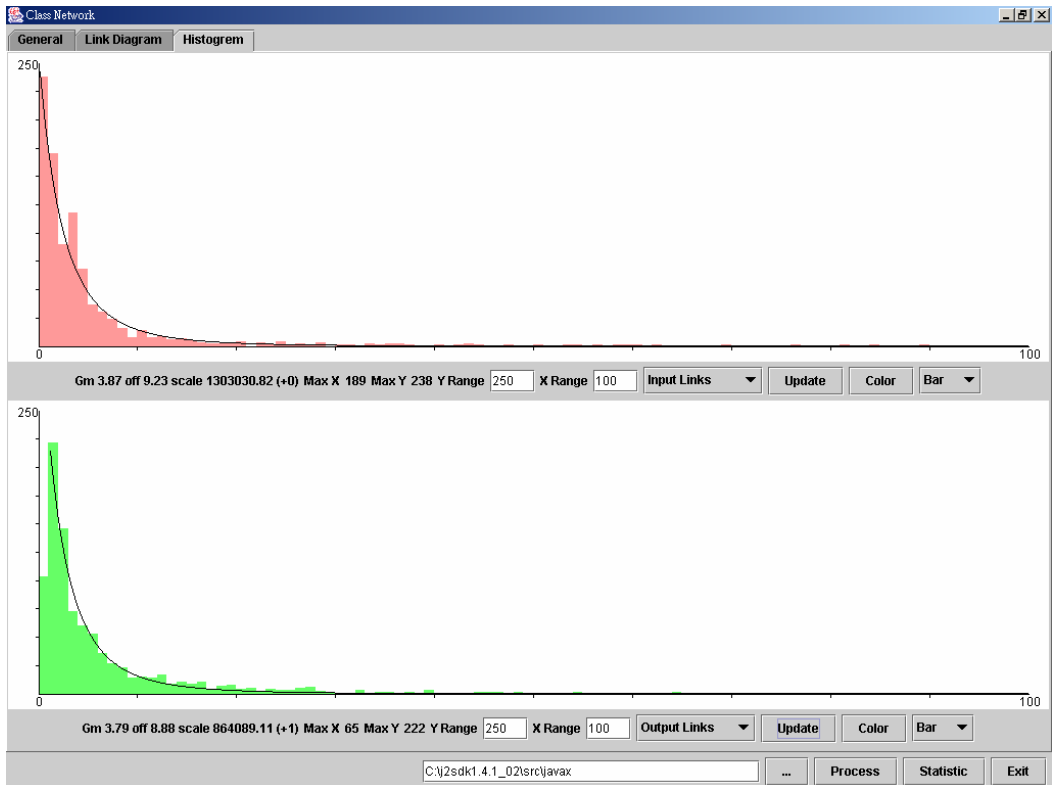 Class Network
General Link Diagram Histogrem
250
0 100
Gm 3.87 off 9.23 scale 1303030.82 (+0) Max X 189 Max Y 238 Y Range 250 X Range 100 Input Links Update Color Bar
250
0 100
Gm 3.79 off 8.88 scale 864089.11 (+1) Max X 65 Max Y 222 Y Range 250 X Range 100 Output Links Update Color Bar
C:\j2sdk1.4.1_02\src\javax ... Process Statistic Exit